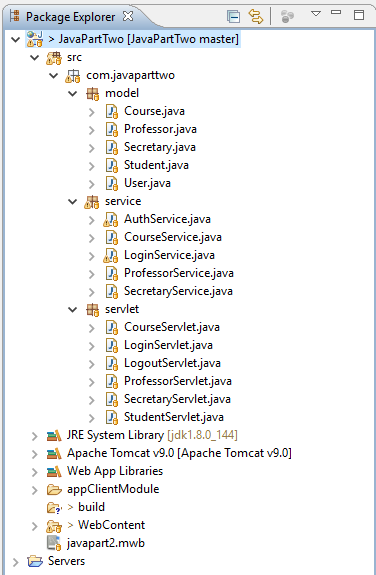 Package Explorer
> JavaPartTwo [JavaPartTwo master]
src
com.javaparttwo
model
Course.java
Professor.java
Secretary.java
Student.java
User.java
service
AuthService.java
CourseService.java
LoginService.java
ProfessorService.java
SecretaryService.java
servlet
CourseServlet.java
LoginServlet.java
LogoutServlet.java
ProfessorServlet.java
SecretaryServlet.java
StudentServlet.java
JRE System Library [jdk1.8.0_144]
Apache Tomcat v9.0 [Apache Tomcat v9.0]
Web App Libraries
appClientModule
> build
> WebContent
javapart2.mwb
Servers